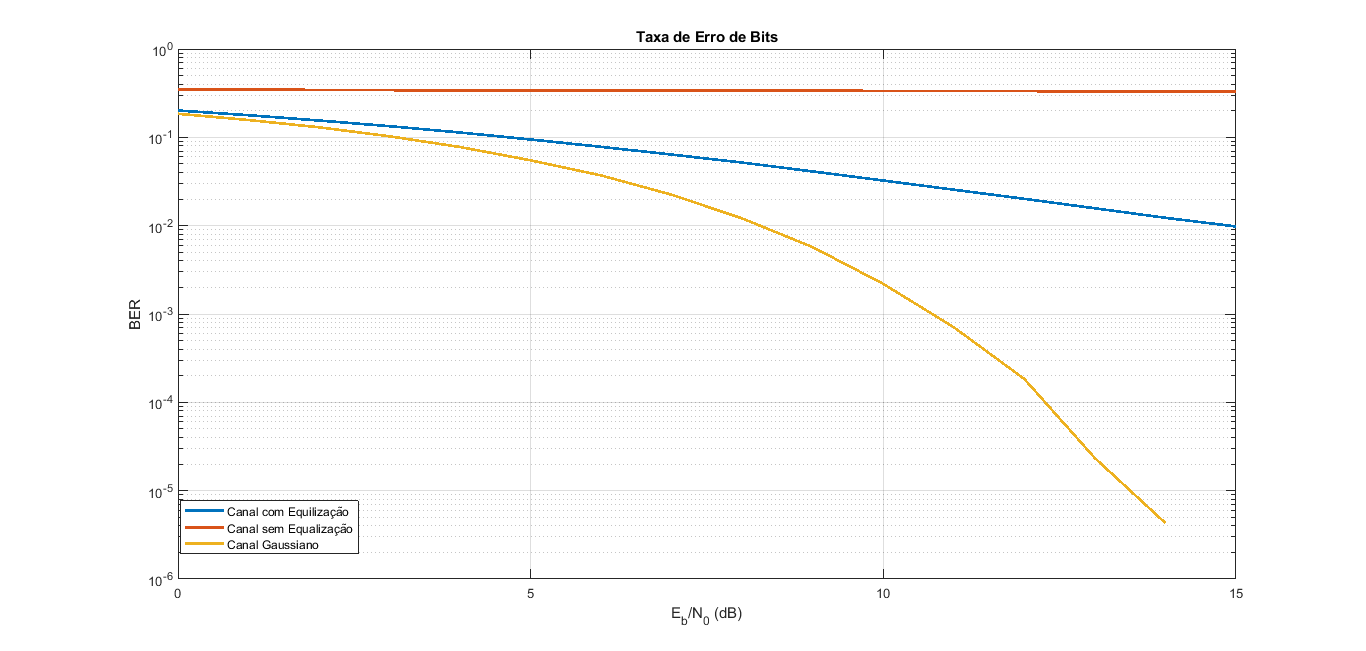 Taxa de Erro de Bits
BER
10^0
10^-1
10^-2
10^-3
10^-4
10^-5
10^-6
Canal com Equilização
Canal sem Equalização
Canal Gaussiano
0 5 10 15
E_b/N_0 (dB)